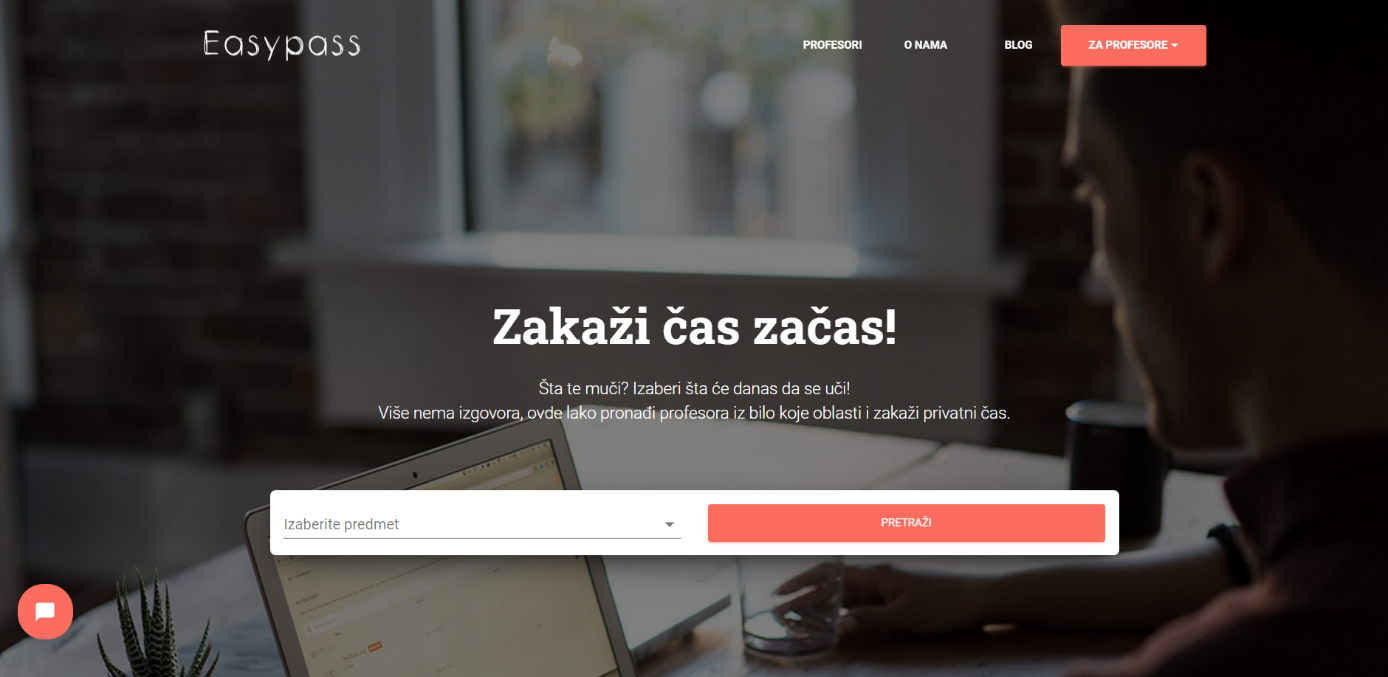 Easypass
PROFESORI
O NAMA
BLOG
ZA PROFESORE
Zakaži čas začas!
Šta te muči? Izaberi šta će danas da se uči!
Više nema izgovora, ovde lako pronađi profesora iz bilo koje oblasti i zakaži privatni čas.
Izaberite predmet
PRETRAŽI